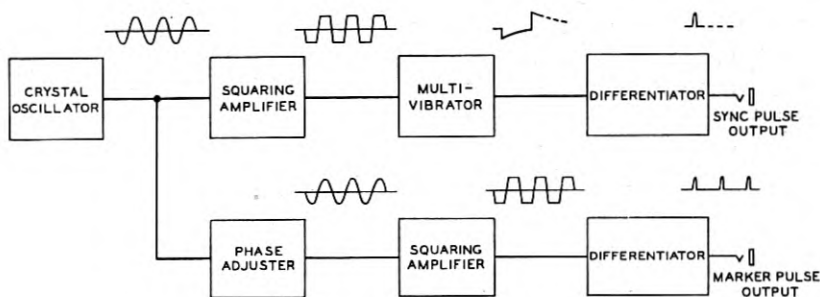 CRYSTAL
OSCILLATOR
SQUARING
AMPLIFIER
MULTI-
VIBRATOR
DIFFERENTIATOR
SYNC PULSE
OUTPUT
PHASE
ADJUSTER
SQUARING
AMPLIFIER
DIFFERENTIATOR
MARKER PULSE
OUTPUT